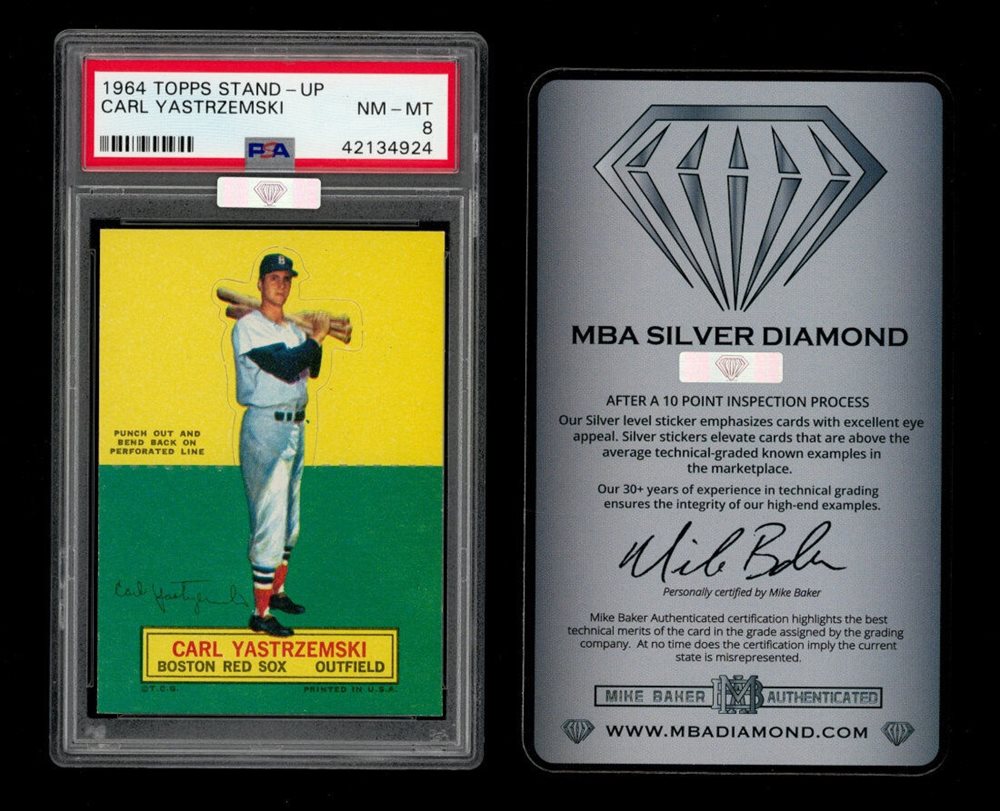 1964 TOPPS STAND-UP
CARL YASTRZEMSKI NM-MT
8
PSA 42134924
PUNCH OUT AND
BEND BACK ON
PERFORATED LINE
Carl Yastrzemski
CARL YASTRZEMSKI
BOSTON RED SOX OUTFIELD
©T.C.G. PRINTED IN U.S.A.
MBA SILVER DIAMOND
AFTER A 10 POINT INSPECTION PROCESS
Our Silver level sticker emphasizes cards with excellent eye
appeal. Silver stickers elevate cards that are above the
average technical-graded known examples in
the marketplace.
Our 30+ years of experience in technical grading
ensures the integrity of our high-end examples.
Mike Baker
Personally certified by Mike Baker
Mike Baker Authenticated certification highlights the best
technical merits of the card in the grade assigned by the grading
company. At no time does the certification imply the current
state is misrepresented.
MIKE BAKER MBA AUTHENTICATED
WWW.MBADIAMOND.COM